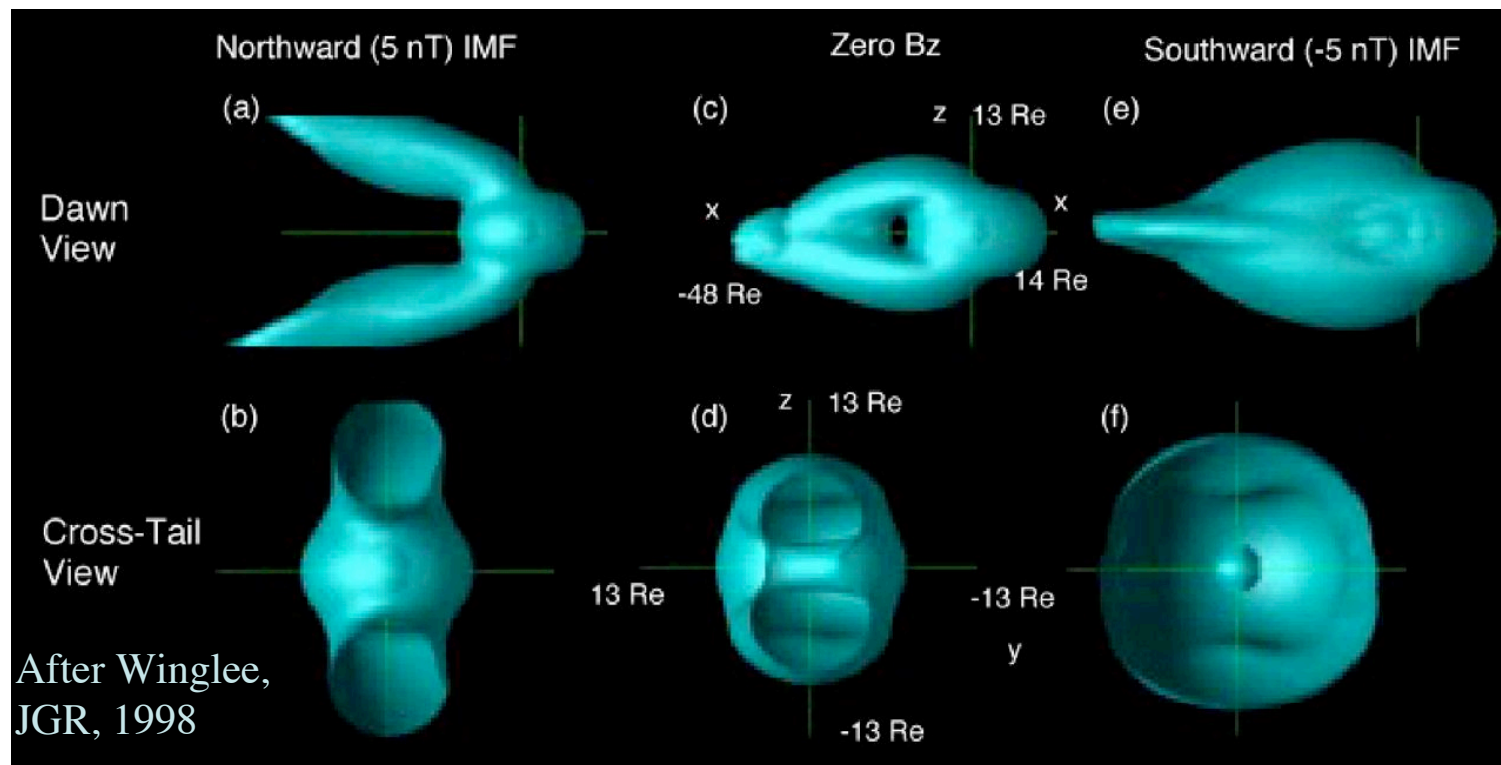 Northward (5 nT) IMF
Zero Bz
Southward (-5 nT) IMF
(a)
(c)
z 13 Re
(e)
Dawn
View
x
x
-48 Re
14 Re
(b)
(d)
z 13 Re
(f)
Cross-Tail
View
13 Re
-13 Re
y
-13 Re
After Winglee,
JGR, 1998